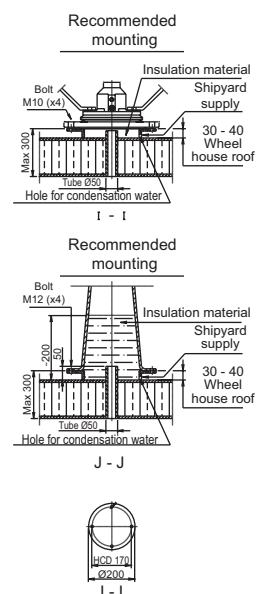 Recommended
mounting
Insulation material
Bolt
M10 (x4)
Shipyard
supply
Max 300
30 - 40
Wheel
house roof
Tube Ø50
Hole for condensation water
I - I
Recommended
mounting
Bolt
M12 (x4)
Insulation material
Shipyard
supply
~200
50
Max 300
30 - 40
Wheel
house roof
Tube Ø50
Hole for condensation water
J - J
HCD 170
Ø200